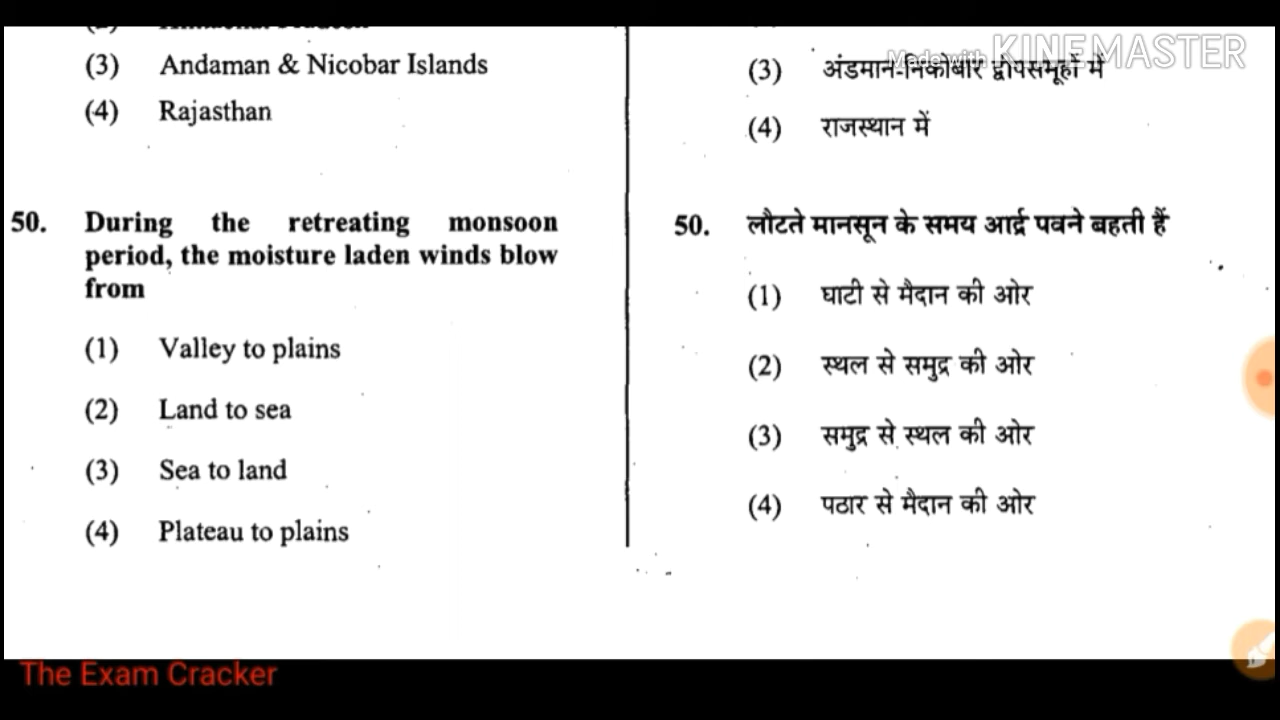 (3) Andaman & Nicobar Islands
(4) Rajasthan
50. During the retreating monsoon
period, the moisture laden winds blow
from
(1) Valley to plains
(2) Land to sea
(3) Sea to land
(4) Plateau to plains
Made with KINEMASTER
(3) अंडमान-निकोबार द्वीपसमूहों में
(4) राजस्थान में
50. लौटते मानसून के समय आर्द्र पवने बहती हैं
(1) घाटी से मैदान की ओर
(2) स्थल से समुद्र की ओर
(3) समुद्र से स्थल की ओर
(4) पठार से मैदान की ओर
The Exam Cracker